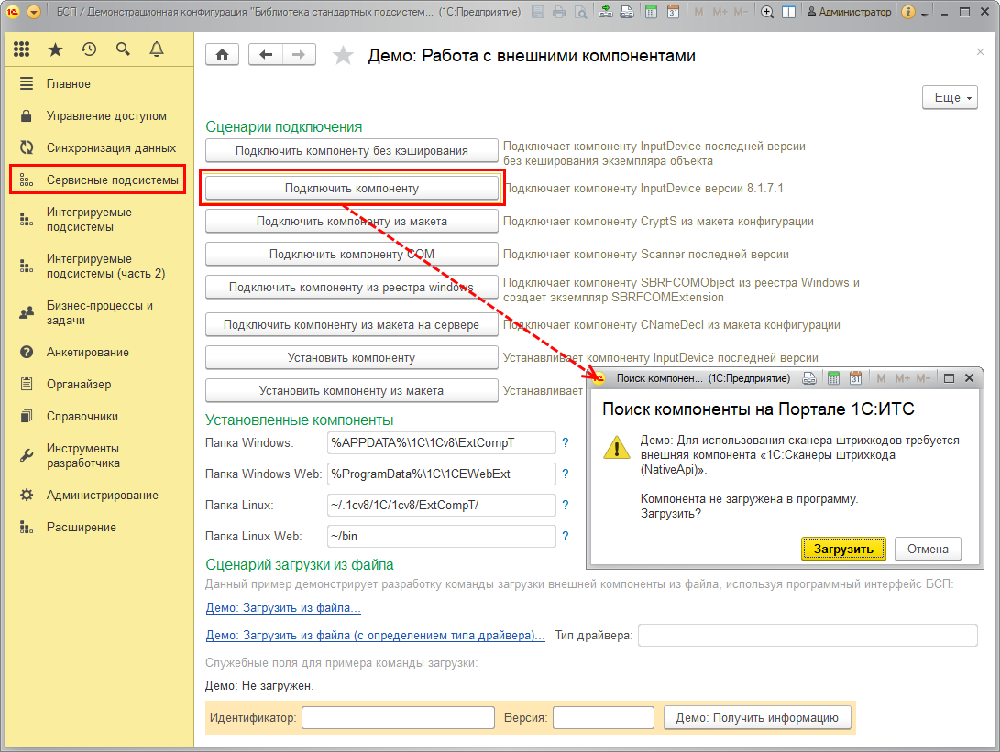 БСП / Демонстрационная конфигурация "Библиотека стандартных подсистем... (1С:Предприятие)
31 M M+ M- Администратор
Главное
Управление доступом
Синхронизация данных
Сервисные подсистемы
Интегрируемые
подсистемы
Интегрируемые
подсистемы (часть 2)
Бизнес-процессы и
задачи
Анкетирование
Органайзер
Справочники
Инструменты
разработчика
Администрирование
Расширение
Демо: Работа с внешними компонентами
Еще
Сценарии подключения
Подключить компоненту без кэширования
Подключает компоненту InputDevice последней версии
без кеширования экземпляра объекта
Подключить компоненту
Подключает компоненту InputDevice версии 8.1.7.1
Подключить компоненту из макета
Подключает компоненту CryptS из макета конфигурации
Подключить компоненту COM
Подключает компоненту Scanner последней версии
Подключить компоненту из реестра windows
Подключает компоненту SBRFCOMObject из реестра Windows и
создает экземпляр SBRFCOMExtension
Подключить компоненту из макета на сервере
Подключает компоненту CNameDecl из макета конфигурации
Установить компоненту
Устанавливает компоненту InputDevice последней версии
Установить компоненту из макета
Устанавливает
Установленные компоненты
Папка Windows: %APPDATA%\1C\1Cv8\ExtCompT ?
Папка Windows Web: %ProgramData%\1C\1CEWebExt ?
Папка Linux: ~/.1cv8/1C/1cv8/ExtCompT/ ?
Папка Linux Web: ~/bin ?
Сценарий загрузки из файла
Данный пример демонстрирует разработку команды загрузки внешней компоненты из файла, используя программный интерфейс БСП:
Демо: Загрузить из файла...
Демо: Загрузить из файла (с определением типа драйвера)... Тип драйвера:
Служебные поля для примера команды загрузки:
Демо: Не загружен.
Идентификатор: Версия: Демо: Получить информацию
Поиск компонен... (1С:Предприятие) 31 M M+ M-
Поиск компоненты на Портале 1С:ИТС
Демо: Для использования сканера штрихкодов требуется
внешняя компонента «1С:Сканеры штрихкода
(NativeApi)».
Компонента не загружена в программу.
Загрузить?
Загрузить Отмена